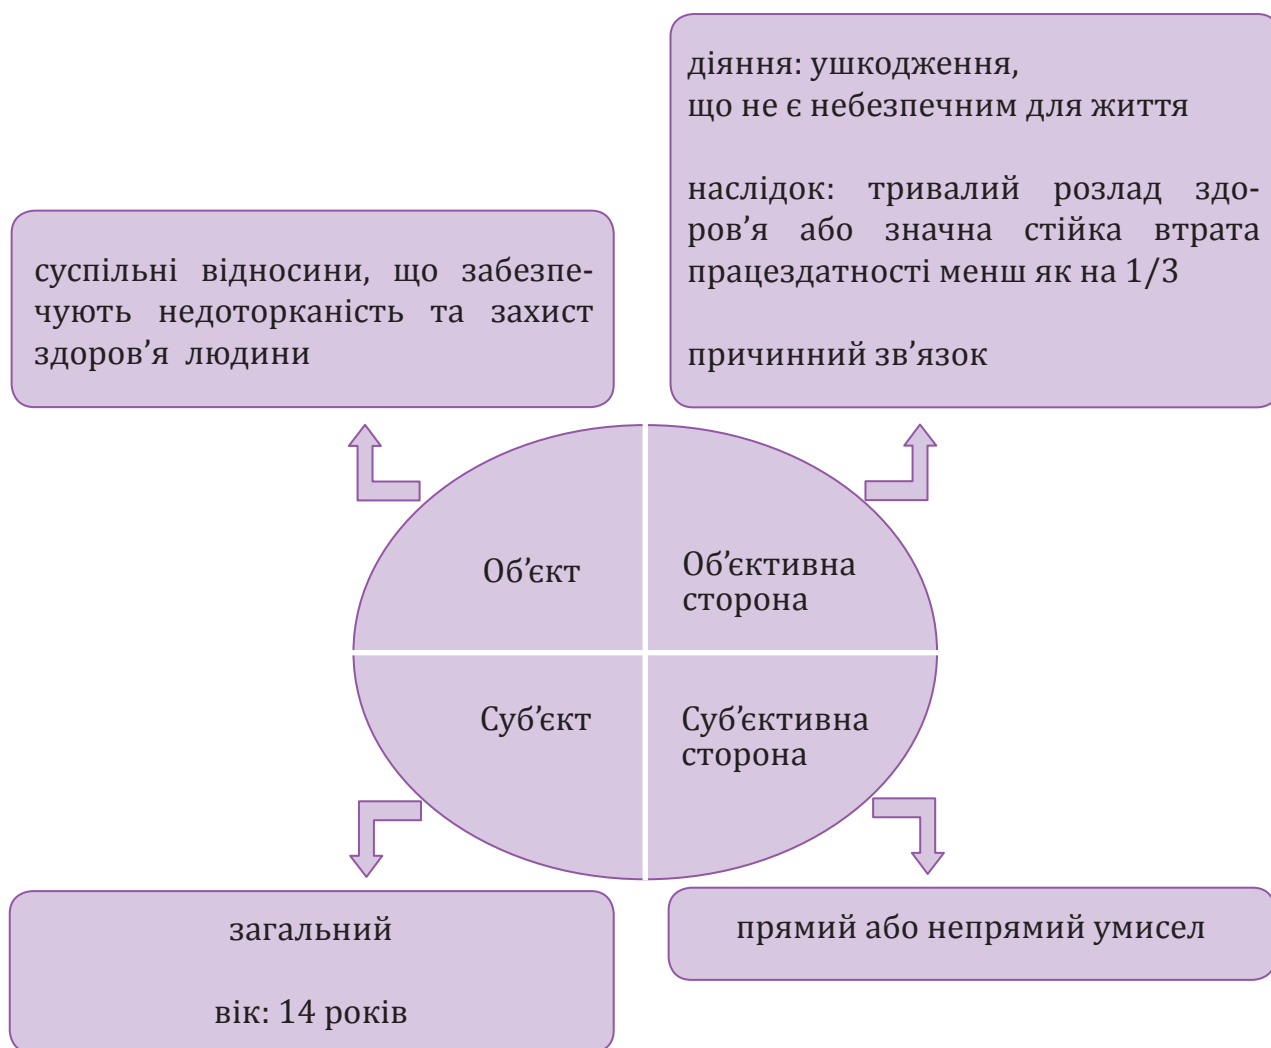 діяння: ушкодження,
що не є небезпечним для життя
наслідок: тривалий розлад здо-
ров’я або значна стійка втрата
працездатності менш як на 1/3
причинний зв’язок
суспільні відносини, що забезпе-
чують недоторканість та захист
здоров’я людини
Об’єкт
Об’єктивна
сторона
Суб’єкт
Суб’єктивна
сторона
загальний
вік: 14 років
прямий або непрямий умисел